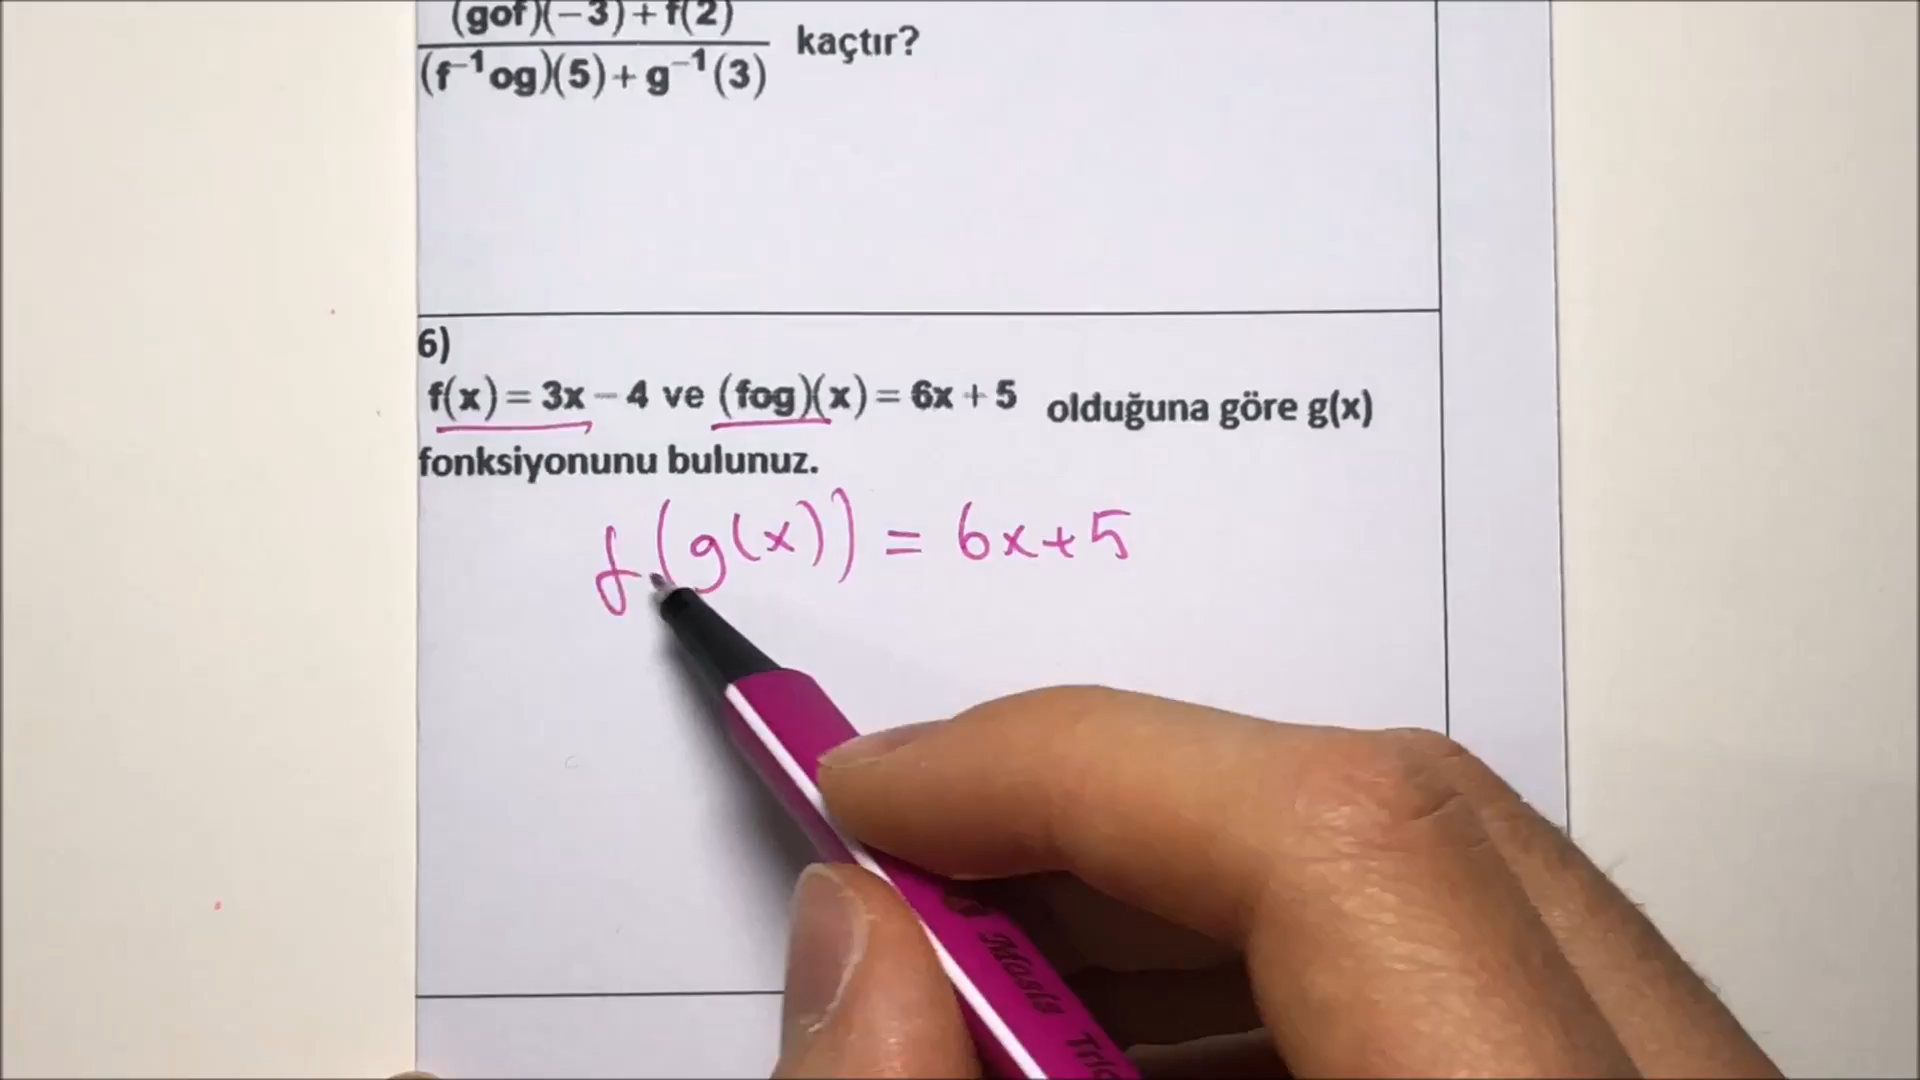 (gof)(−3)+f(2)
(f⁻¹og)(5)+g⁻¹(3) kaçtır?
6)
f(x)=3x−4 ve (fog)(x)=6x+5 olduğuna göre g(x)
fonksiyonunu bulunuz.
f(g(x)) = 6x+5
Maxis